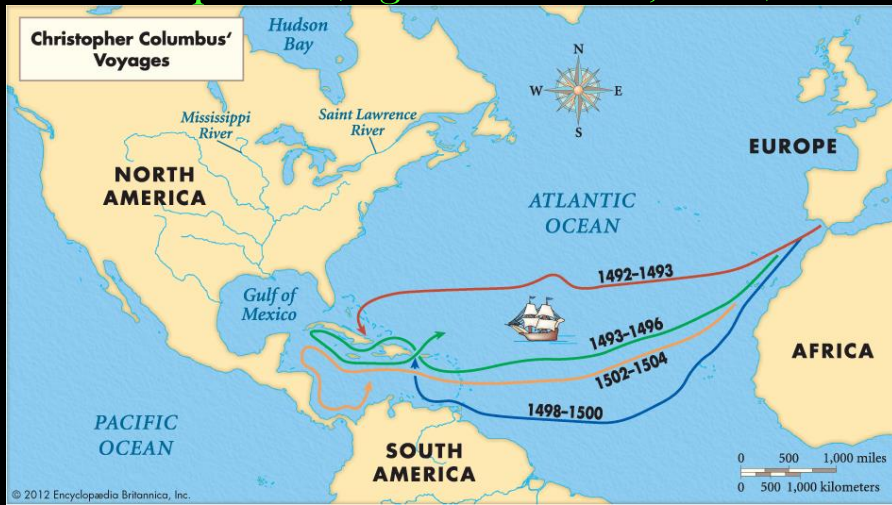 Christopher Columbus'
Voyages
Hudson
Bay
N
W
E
S
Mississippi
River
Saint Lawrence
River
EUROPE
NORTH
AMERICA
ATLANTIC
OCEAN
1492–1493
Gulf of
Mexico
1493–1496
AFRICA
1502–1504
1498–1500
PACIFIC
OCEAN
SOUTH
AMERICA
0 500 1,000 miles
0 500 1,000 kilometers
© 2012 Encyclopædia Britannica, Inc.